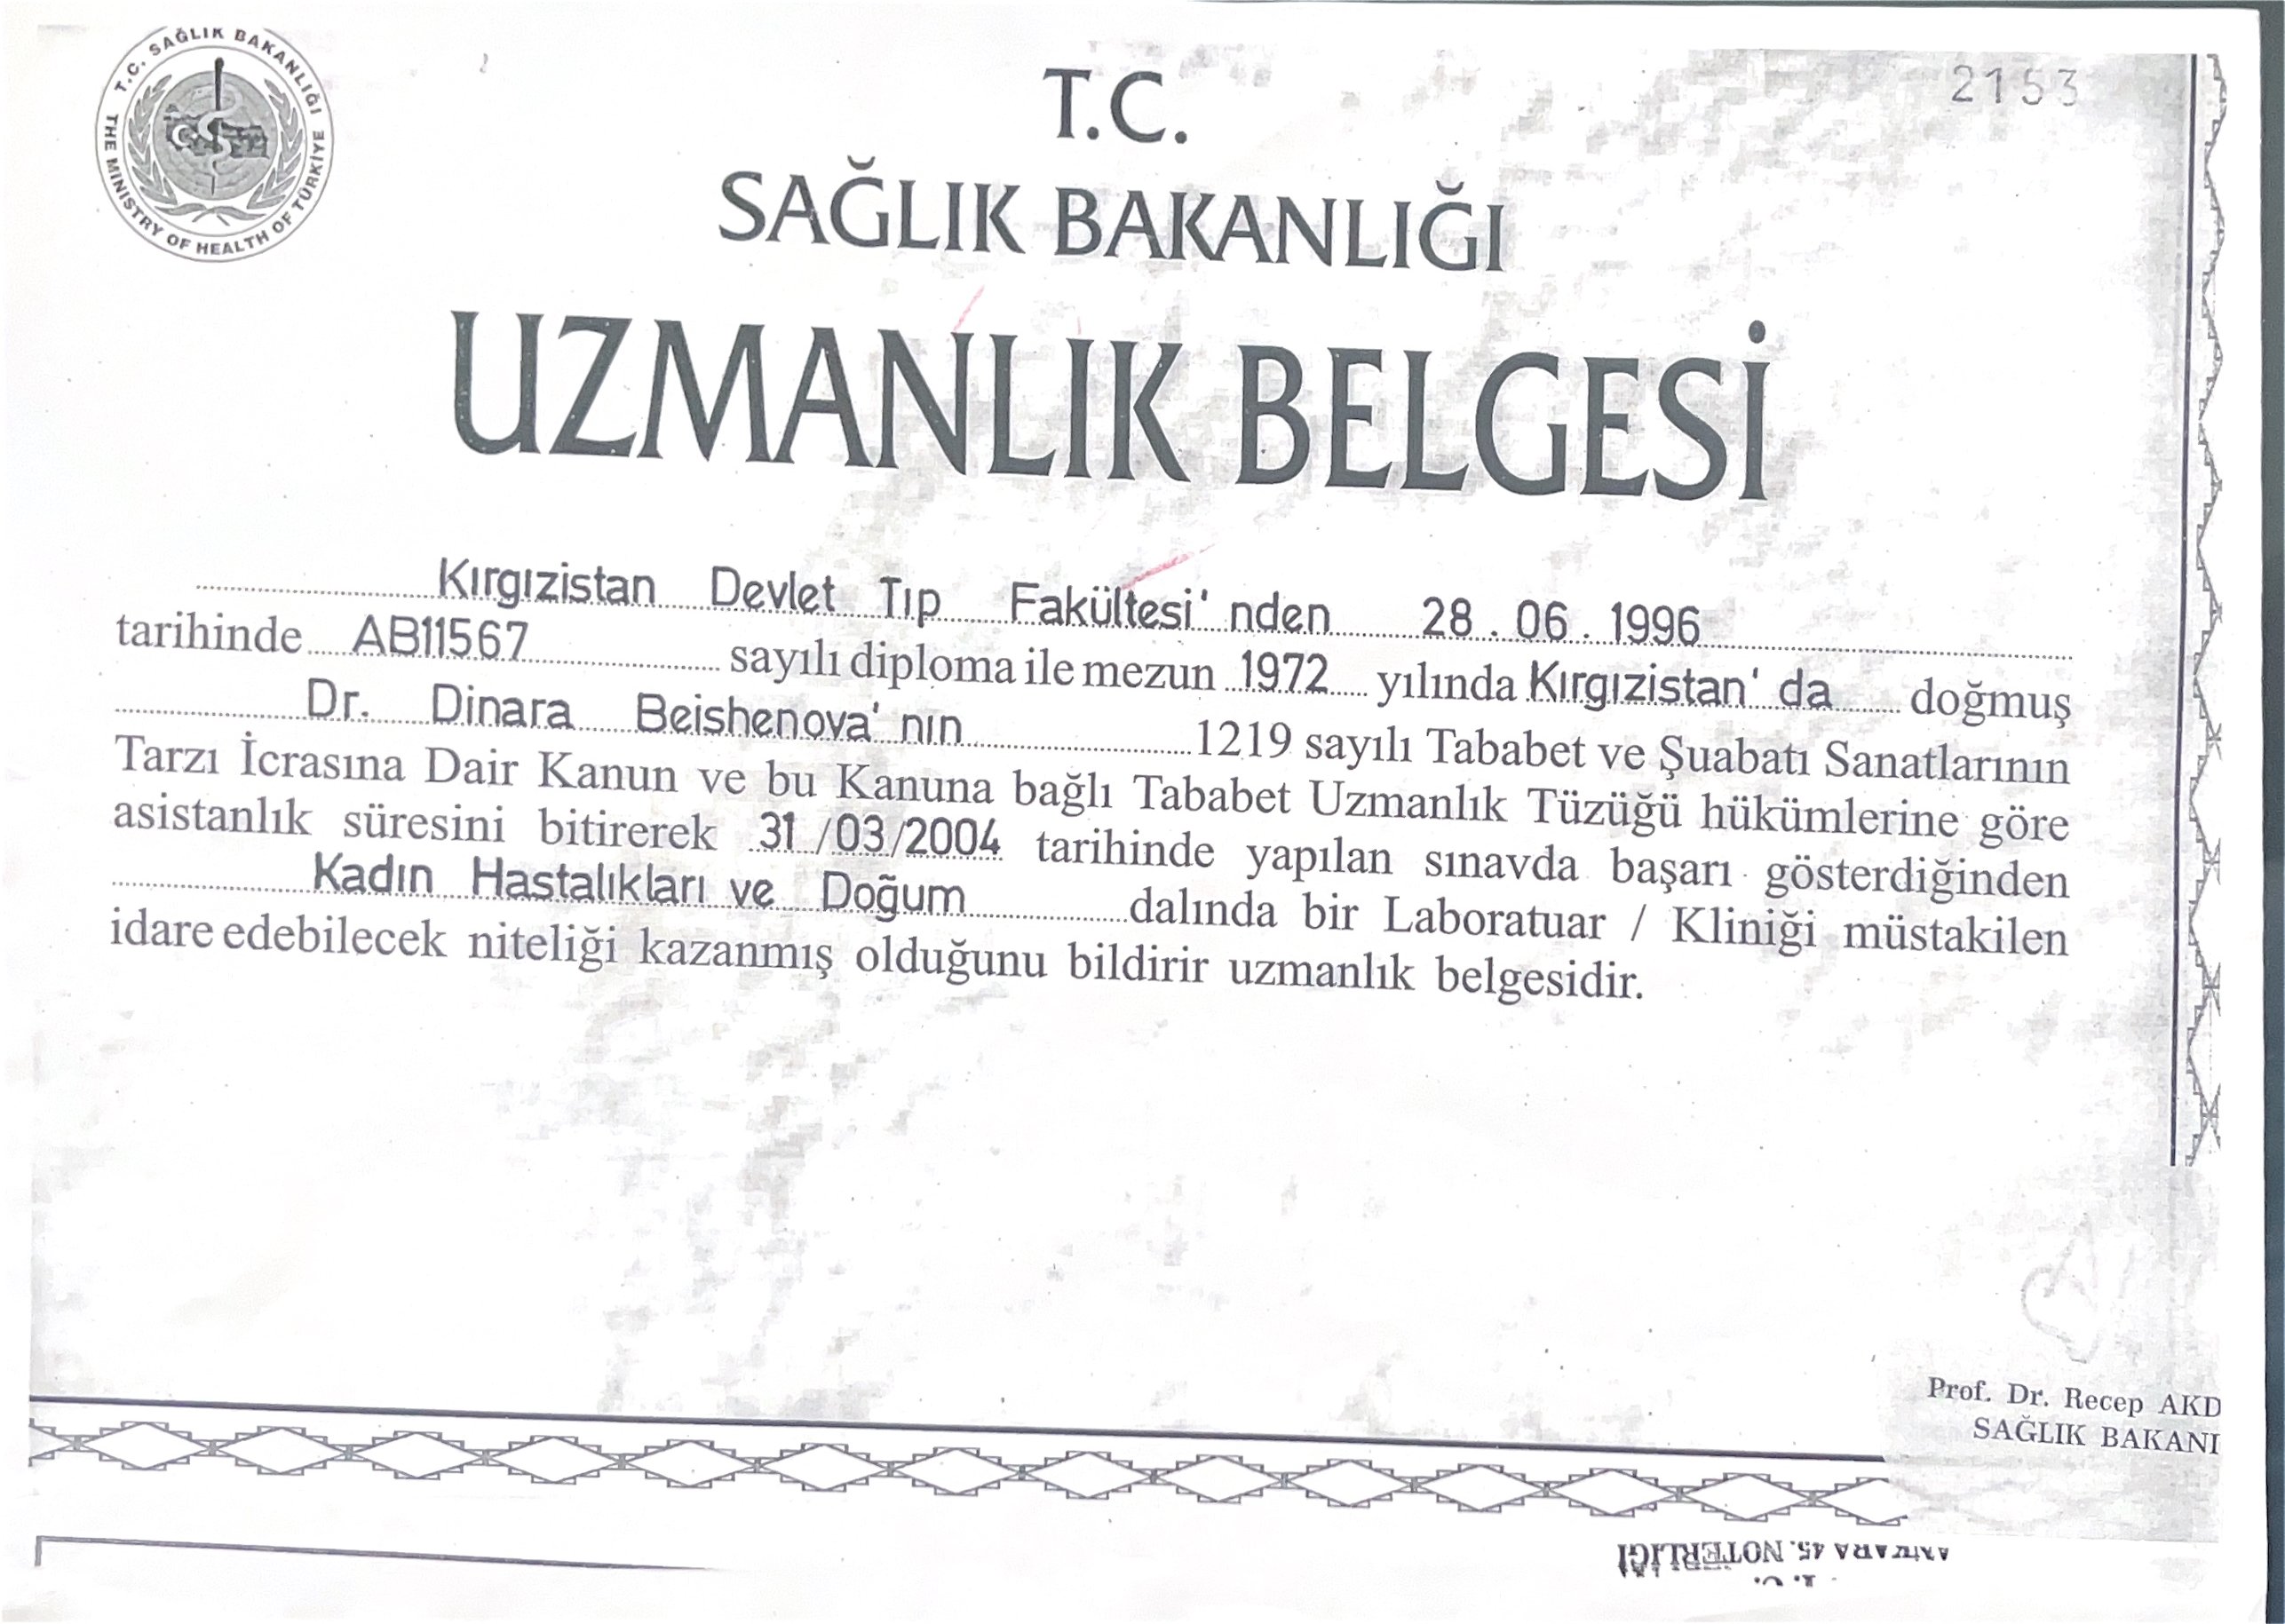 T.C. SAĞLIK BAKANLIĞI
THE MINISTRY OF HEALTH OF TÜRKİYE
2153
T.C.
SAĞLIK BAKANLIĞI
UZMANLIK BELGESİ
Kırgızistan Devlet Tıp Fakültesi' nden 28 . 06 . 1996
tarihinde AB11567 sayılı diploma ile mezun 1972 yılında Kırgızistan' da doğmuş
Dr. Dinara Beishenova' nın 1219 sayılı Tababet ve Şuabatı Sanatlarının
Tarzı İcrasına Dair Kanun ve bu Kanuna bağlı Tababet Uzmanlık Tüzüğü hükümlerine göre
asistanlık süresini bitirerek 31 /03/2004 tarihinde yapılan sınavda başarı gösterdiğinden
Kadın Hastalıkları ve Doğum dalında bir Laboratuar / Kliniği müstakilen
idare edebilecek niteliği kazanmış olduğunu bildirir uzmanlık belgesidir.
Prof. Dr. Recep AKD
SAĞLIK BAKANI
ANKARA 45. NOTERLİĞİ